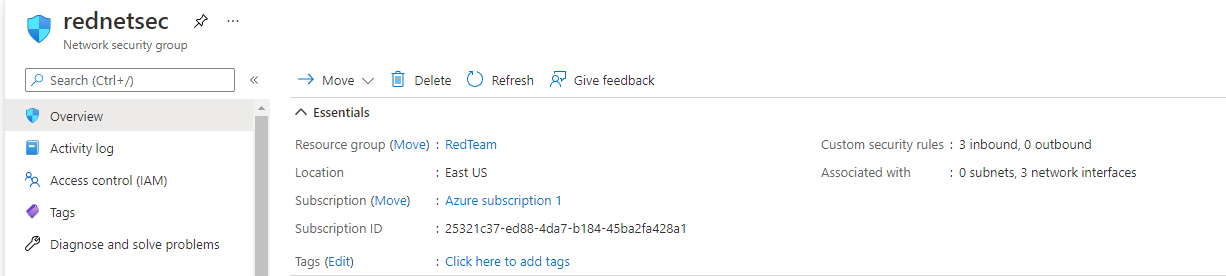 rednetsec
...
Network security group
Search (Ctrl+/)
«
Move
Delete
Refresh
Give feedback
Overview
Activity log
Access control (IAM)
Tags
Diagnose and solve problems
Essentials
Resource group (Move) : RedTeam
Location : East US
Subscription (Move) : Azure subscription 1
Subscription ID : 25321c37-ed88-4da7-b184-45ba2fa428a1
Tags (Edit) : Click here to add tags
Custom security rules : 3 inbound, 0 outbound
Associated with : 0 subnets, 3 network interfaces